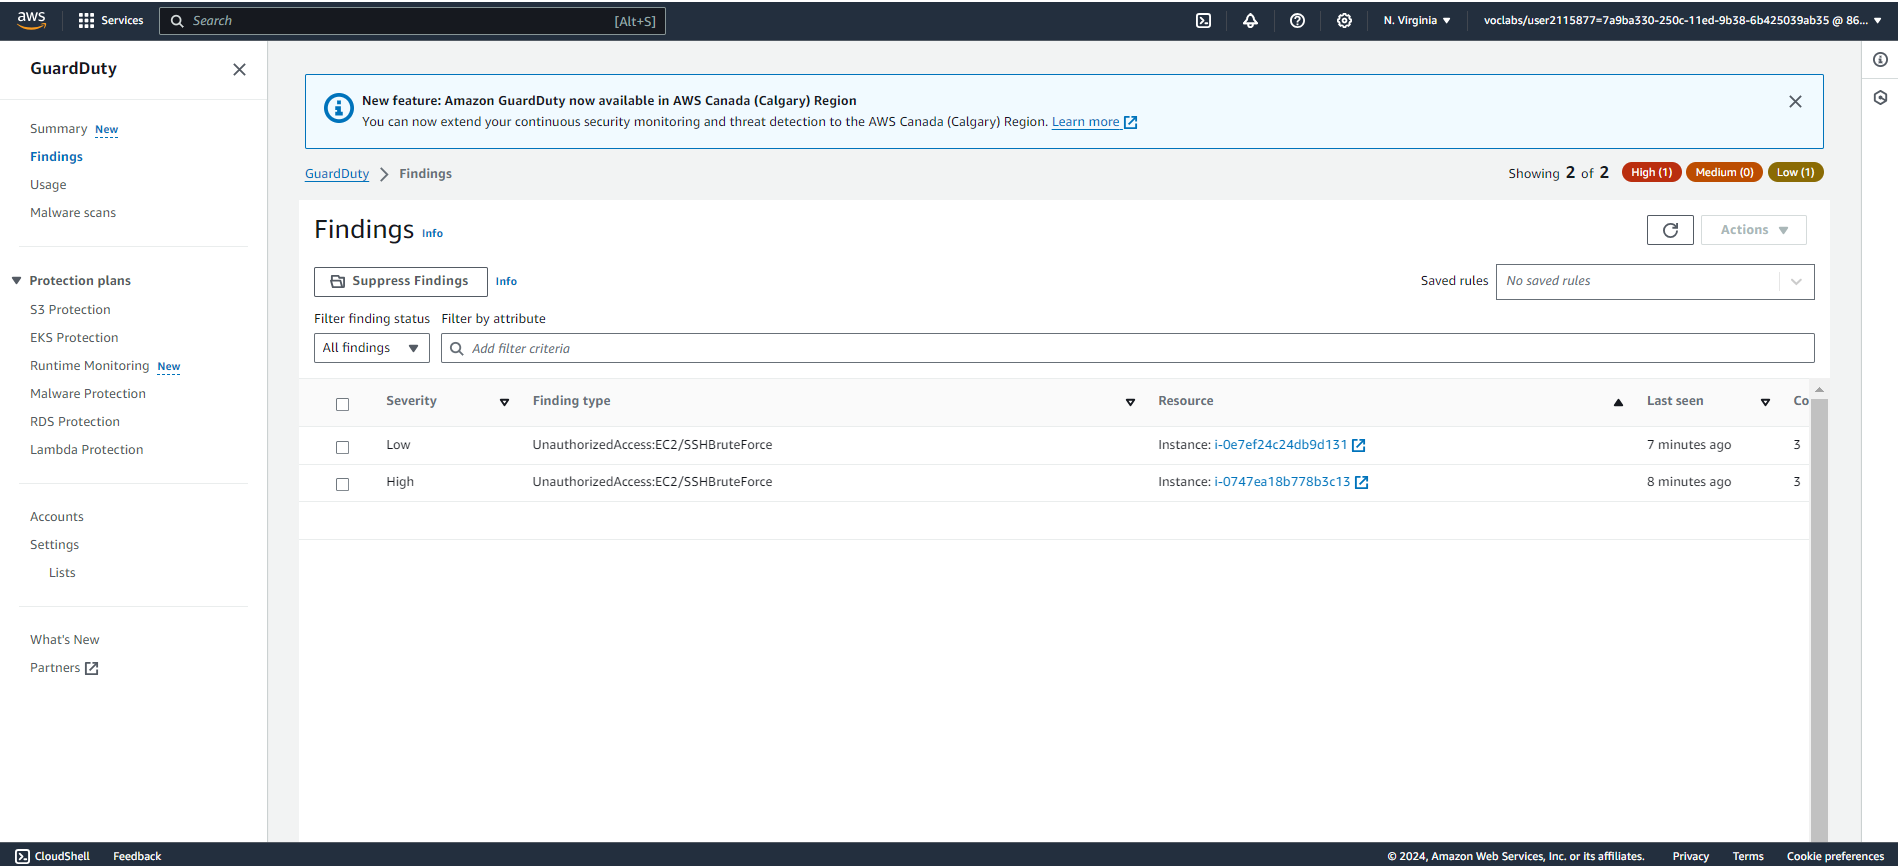 aws
Services
Search
[Alt+S]
N. Virginia
voclabs/user2115877=7a9ba330-250c-11ed-9b38-6b425039ab35 @ 86...
GuardDuty
Summary New
Findings
Usage
Malware scans
Protection plans
S3 Protection
EKS Protection
Runtime Monitoring New
Malware Protection
RDS Protection
Lambda Protection
Accounts
Settings
Lists
What's New
Partners
New feature: Amazon GuardDuty now available in AWS Canada (Calgary) Region
You can now extend your continuous security monitoring and threat detection to the AWS Canada (Calgary) Region. Learn more
GuardDuty > Findings
Showing 2 of 2 High (1) Medium (0) Low (1)
Findings Info
Actions
Suppress Findings Info
Saved rules No saved rules
Filter finding status Filter by attribute
All findings Add filter criteria
Severity Finding type Resource Last seen Co
Low UnauthorizedAccess:EC2/SSHBruteForce Instance: i-0e7ef24c24db9d131 7 minutes ago 3
High UnauthorizedAccess:EC2/SSHBruteForce Instance: i-0747ea18b778b3c13 8 minutes ago 3
CloudShell Feedback © 2024, Amazon Web Services, Inc. or its affiliates. Privacy Terms Cookie preferences